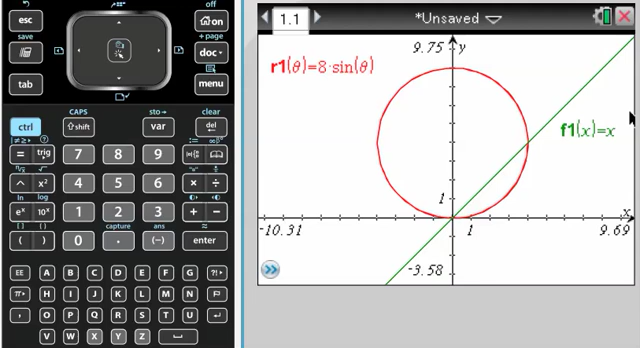 esc
off
on
save
+ page
doc
tab
menu
ctrl
CAPS
shift
sto→
var
clear
del
= trig 7 8 9
^ x² 4 5 6 × ÷
ln log
eˣ 10ˣ 1 2 3 + −
[ ] { } capture ans ≈
( ) 0 . (−) enter
EE A B C D E F G ?!▸
π▸ H I J K L M N
, O P Q R S T U
V W X Y Z
1.1 *Unsaved
9.75 y
r1(θ)=8·sin(θ)
f1(x)=x
1
x
-10.31 1 9.69
-3.58